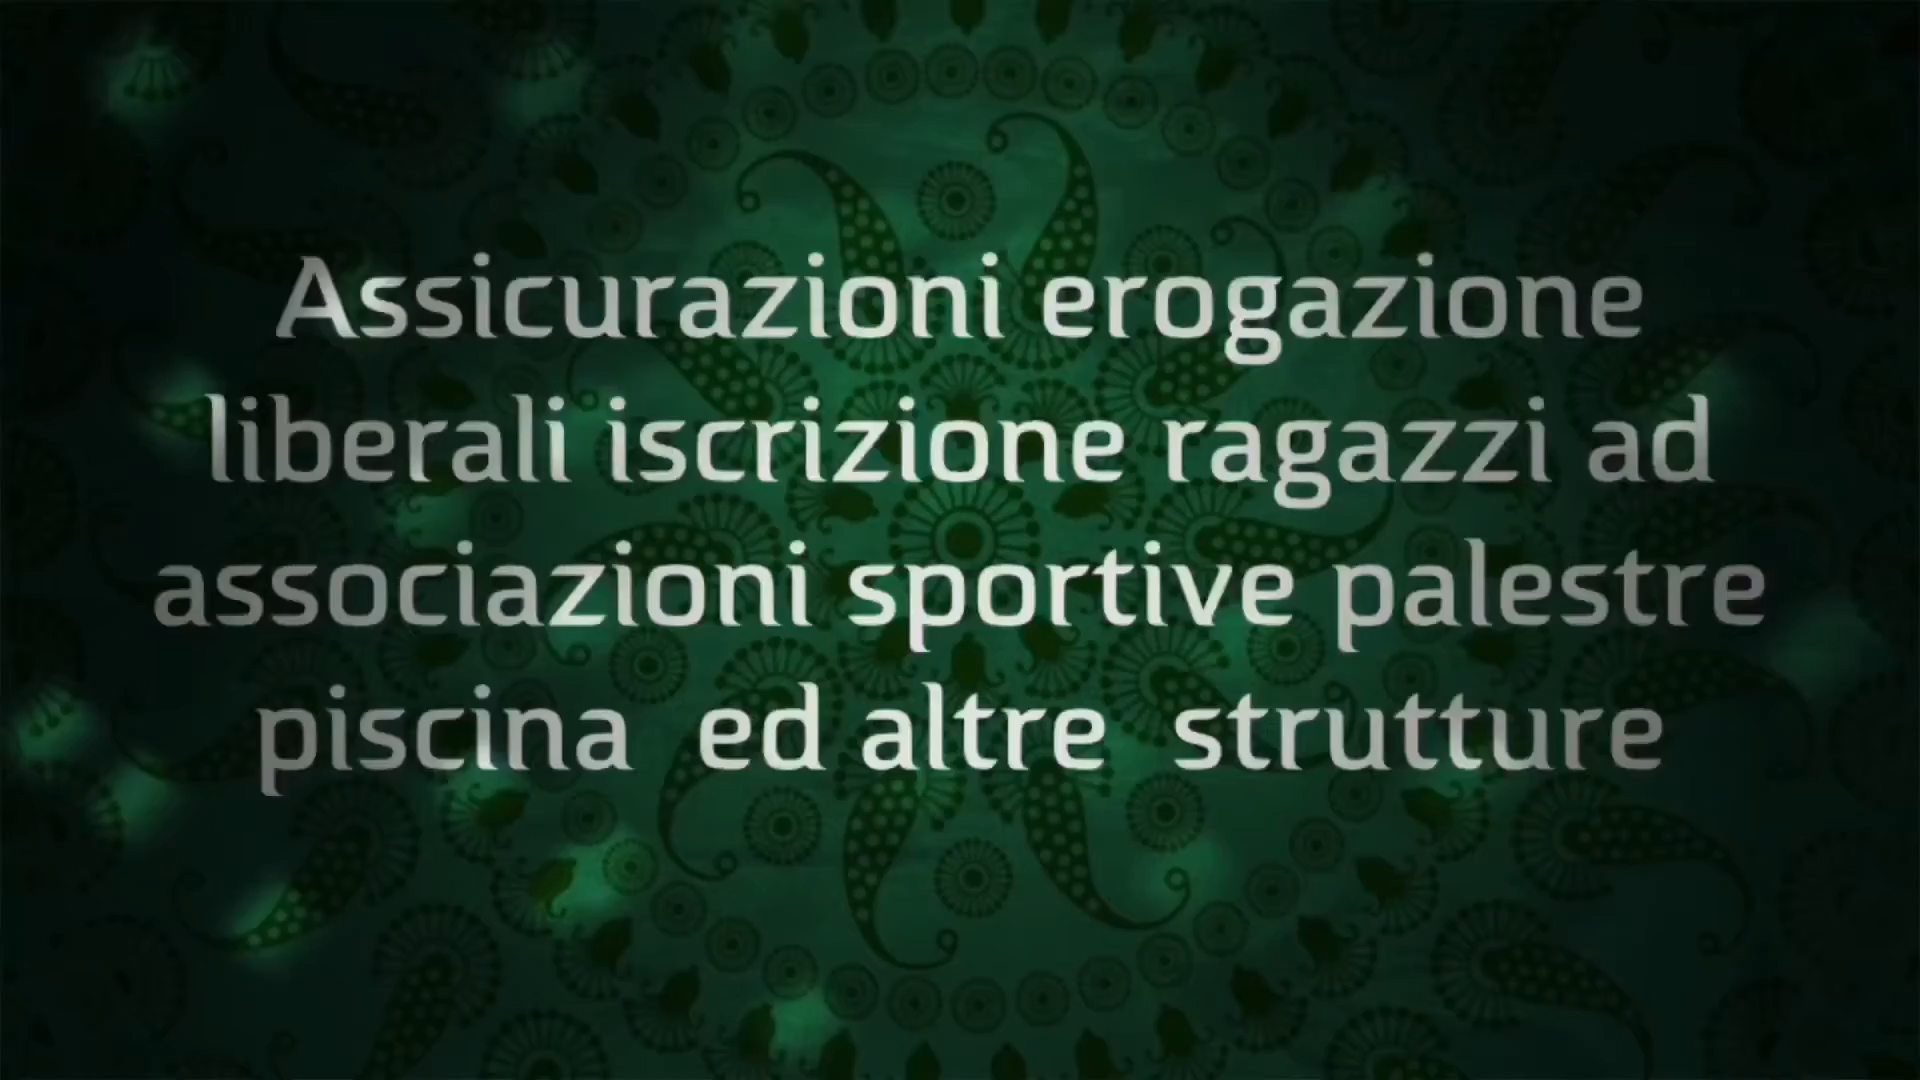 Assicurazioni erogazione
liberali iscrizione ragazzi ad
associazioni sportive palestre
piscina  ed altre  strutture